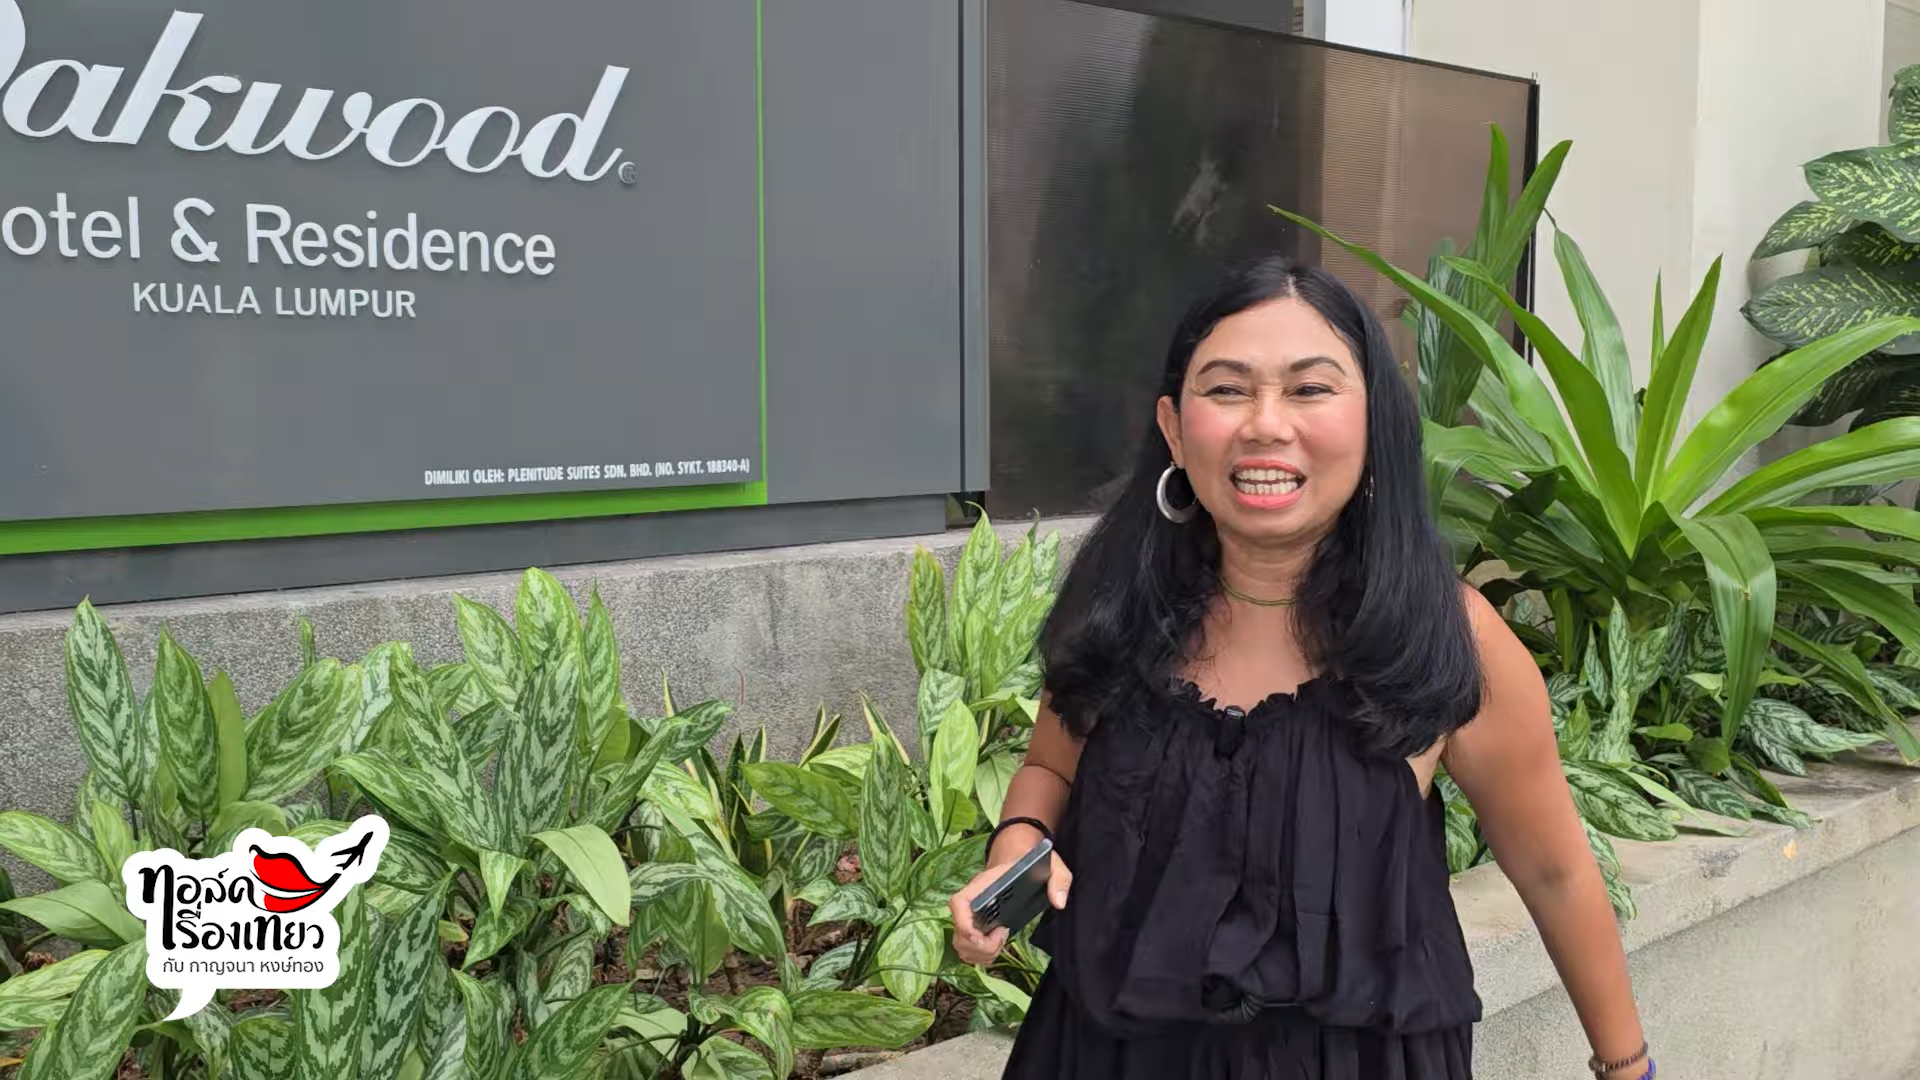 Oakwood
otel & Residence
KUALA LUMPUR
DIMILIKI OLEH: PLENITUDE SUITES SDN. BHD. (NO. SYKT. 188340-A)
ทอล์ค
เรื่องเทียว
กับ กาญจนา หงษ์ทอง